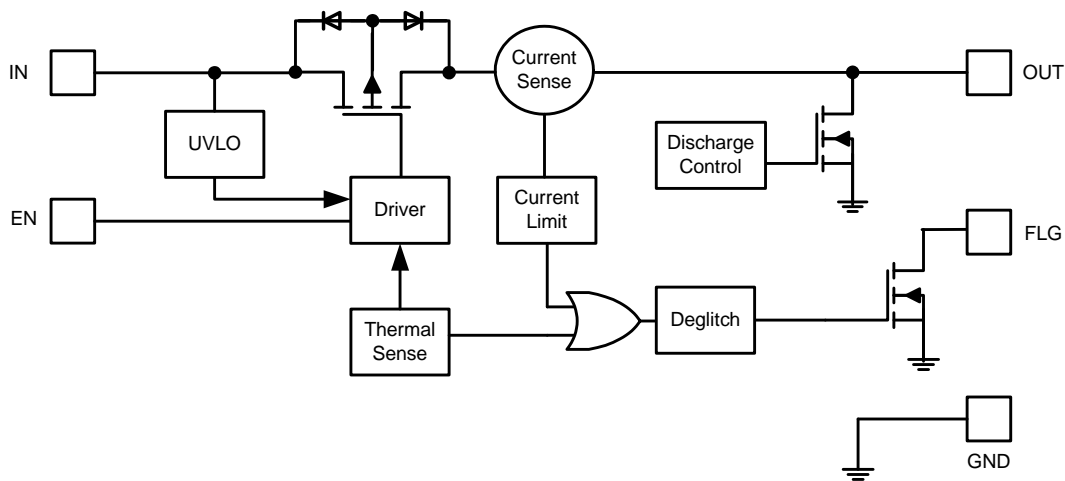 IN
Current
Sense
OUT
UVLO
Discharge
Control
EN
Driver
Current
Limit
FLG
Thermal
Sense
Deglitch
GND